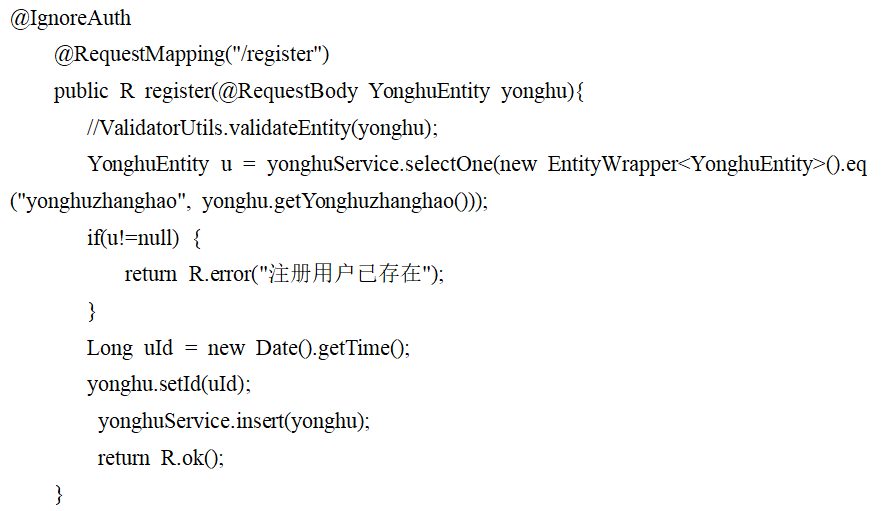 @IgnoreAuth
@RequestMapping("/register")
public R register(@RequestBody YonghuEntity yonghu){
//ValidatorUtils.validateEntity(yonghu);
YonghuEntity u = yonghuService.selectOne(new EntityWrapper<YonghuEntity>().eq
("yonghuzhanghao", yonghu.getYonghuzhanghao()));
if(u!=null) {
return R.error("注册用户已存在");
}
Long uId = new Date().getTime();
yonghu.setId(uId);
yonghuService.insert(yonghu);
return R.ok();
}